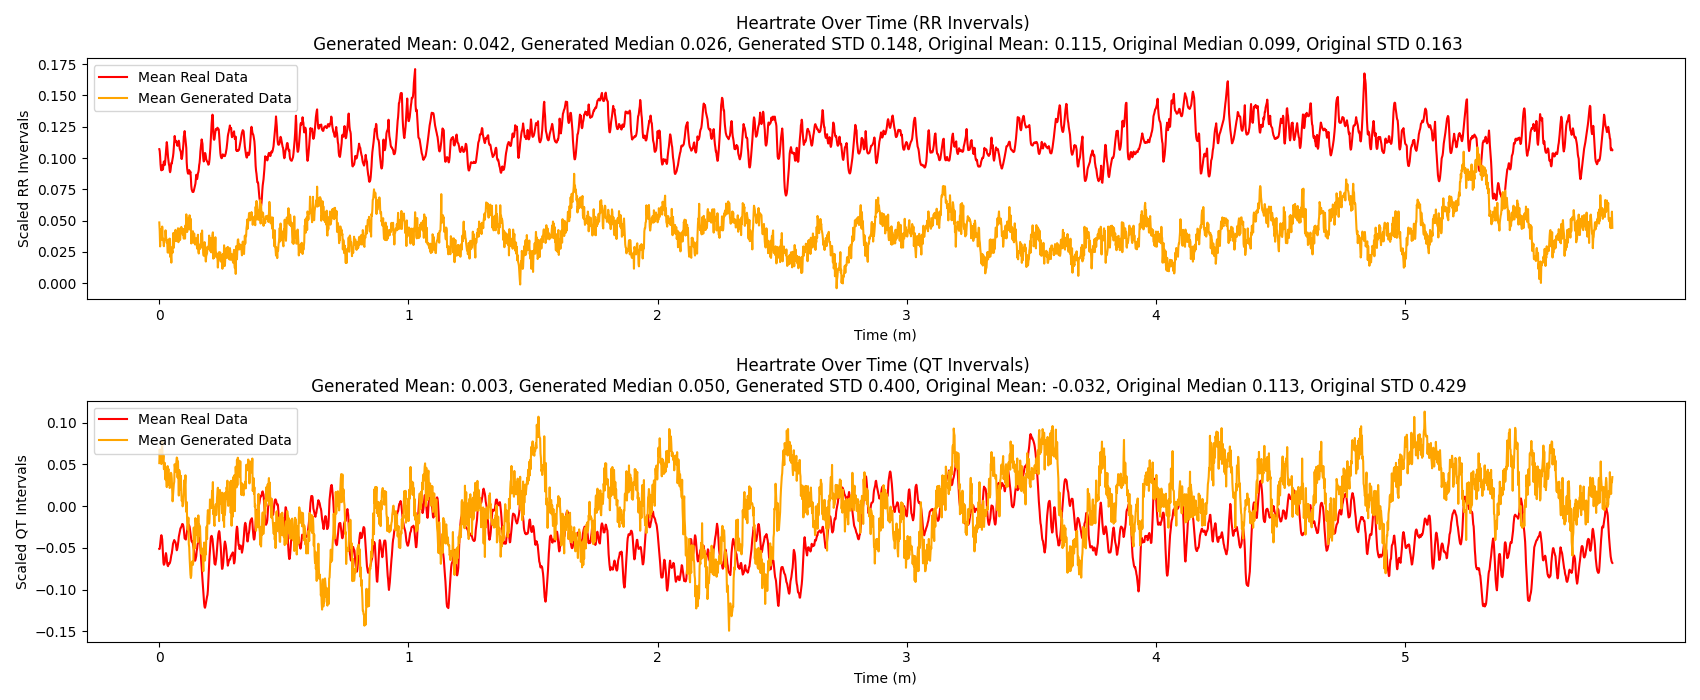 Heartrate Over Time (RR Invervals)
Generated Mean: 0.042, Generated Median 0.026, Generated STD 0.148, Original Mean: 0.115, Original Median 0.099, Original STD 0.163
Mean Real Data
Mean Generated Data
Scaled RR Invervals
0.175
0.150
0.125
0.100
0.075
0.050
0.025
0.000
0 1 2 3 4 5
Time (m)
Heartrate Over Time (QT Invervals)
Generated Mean: 0.003, Generated Median 0.050, Generated STD 0.400, Original Mean: -0.032, Original Median 0.113, Original STD 0.429
Mean Real Data
Mean Generated Data
Scaled QT Invervals
0.10
0.05
0.00
−0.05
−0.10
−0.15
0 1 2 3 4 5
Time (m)